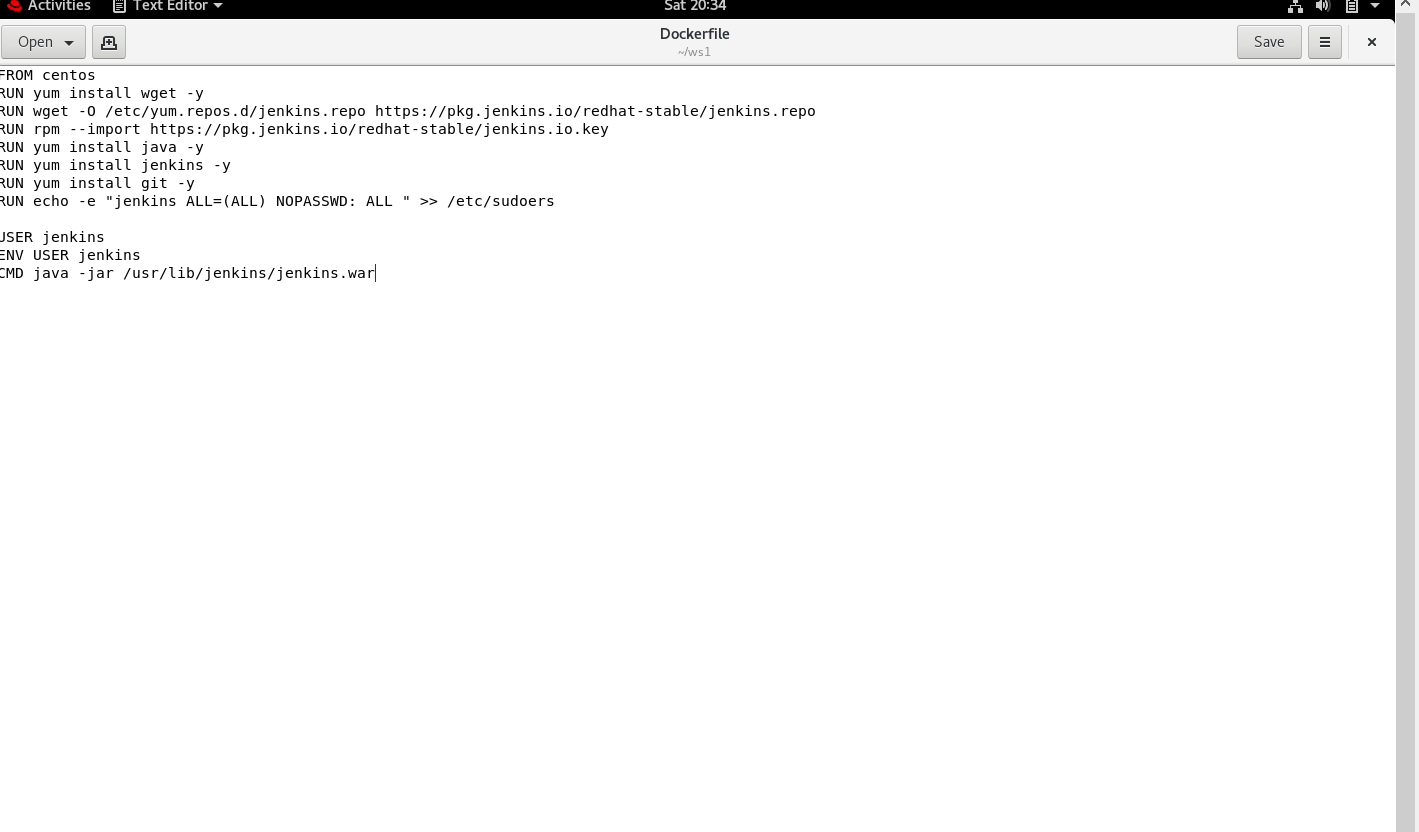 Activities Text Editor Sat 20:34
Open Dockerfile Save
~/ws1
FROM centos
RUN yum install wget -y
RUN wget -O /etc/yum.repos.d/jenkins.repo https://pkg.jenkins.io/redhat-stable/jenkins.repo
RUN rpm --import https://pkg.jenkins.io/redhat-stable/jenkins.io.key
RUN yum install java -y
RUN yum install jenkins -y
RUN yum install git -y
RUN echo -e "jenkins ALL=(ALL) NOPASSWD: ALL " >> /etc/sudoers
USER jenkins
ENV USER jenkins
CMD java -jar /usr/lib/jenkins/jenkins.war